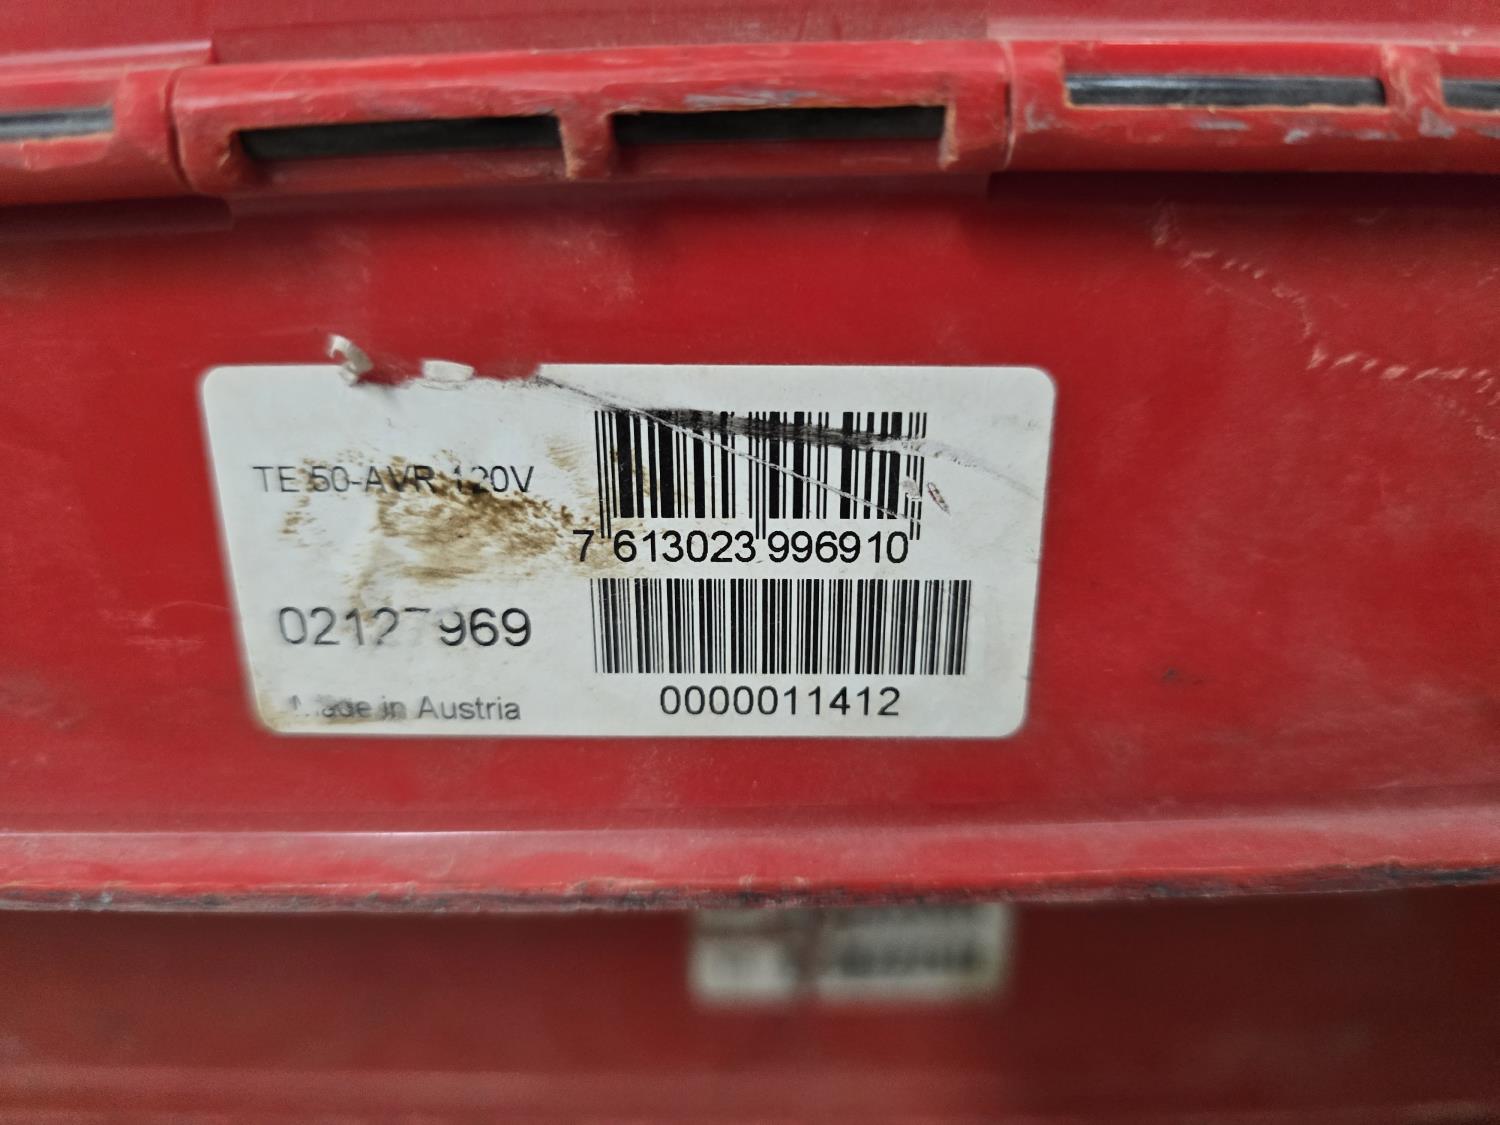 TE 50-AVR 120V
7 613023 996910
02127969
0000011412
Made in Austria